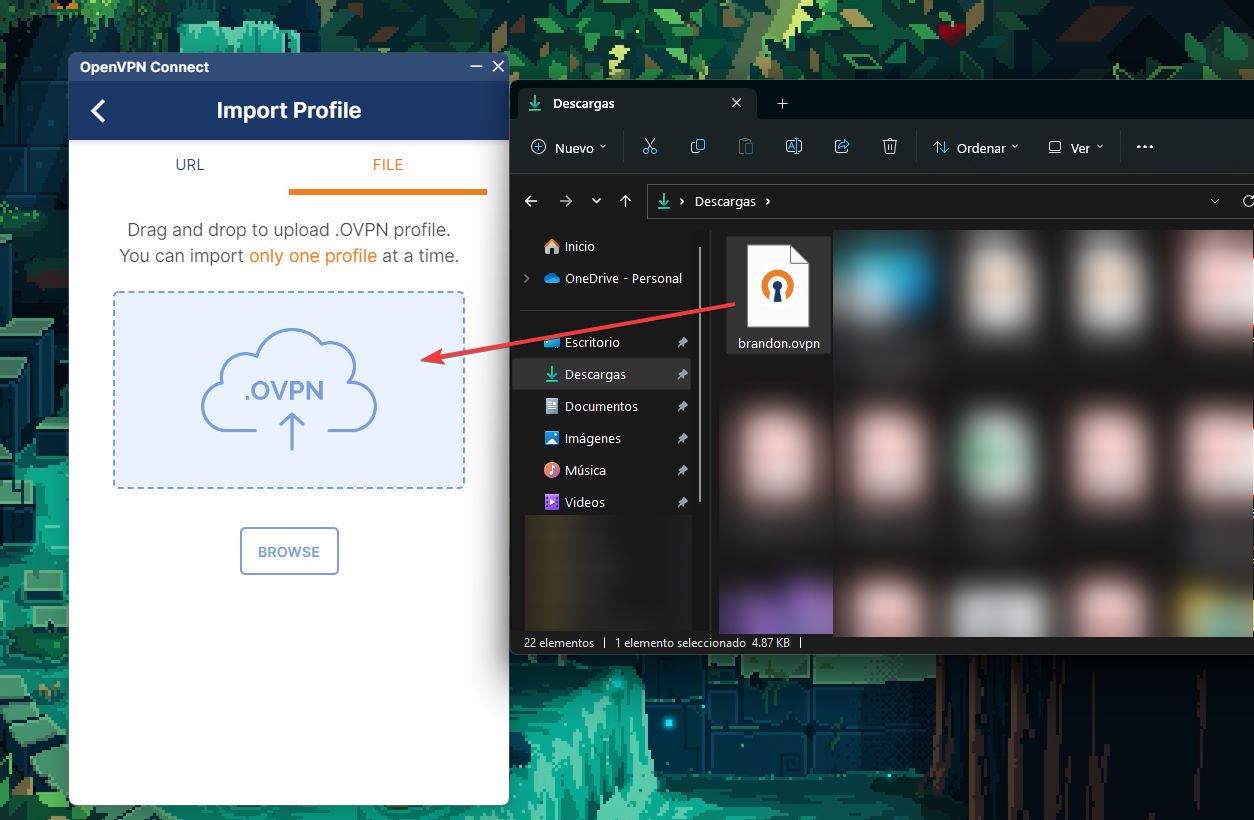 OpenVPN Connect
Import Profile
URL
FILE
Drag and drop to upload .OVPN profile.
You can import only one profile at a time.
.OVPN
BROWSE
Descargas
Nuevo
Ordenar
Ver
Descargas
Inicio
OneDrive - Personal
Escritorio
Descargas
Documentos
Imágenes
Música
Videos
brandon.ovpn
22 elementos
1 elemento seleccionado 4.87 KB